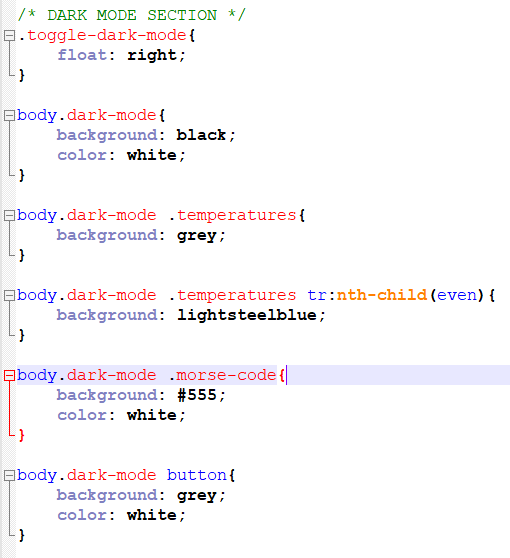 /* DARK MODE SECTION */
.toggle-dark-mode{
    float: right;
}

body.dark-mode{
    background: black;
    color: white;
}

body.dark-mode .temperatures{
    background: grey;
}

body.dark-mode .temperatures tr:nth-child(even){
    background: lightsteelblue;
}

body.dark-mode .morse-code{
    background: #555;
    color: white;
}

body.dark-mode button{
    background: grey;
    color: white;
}